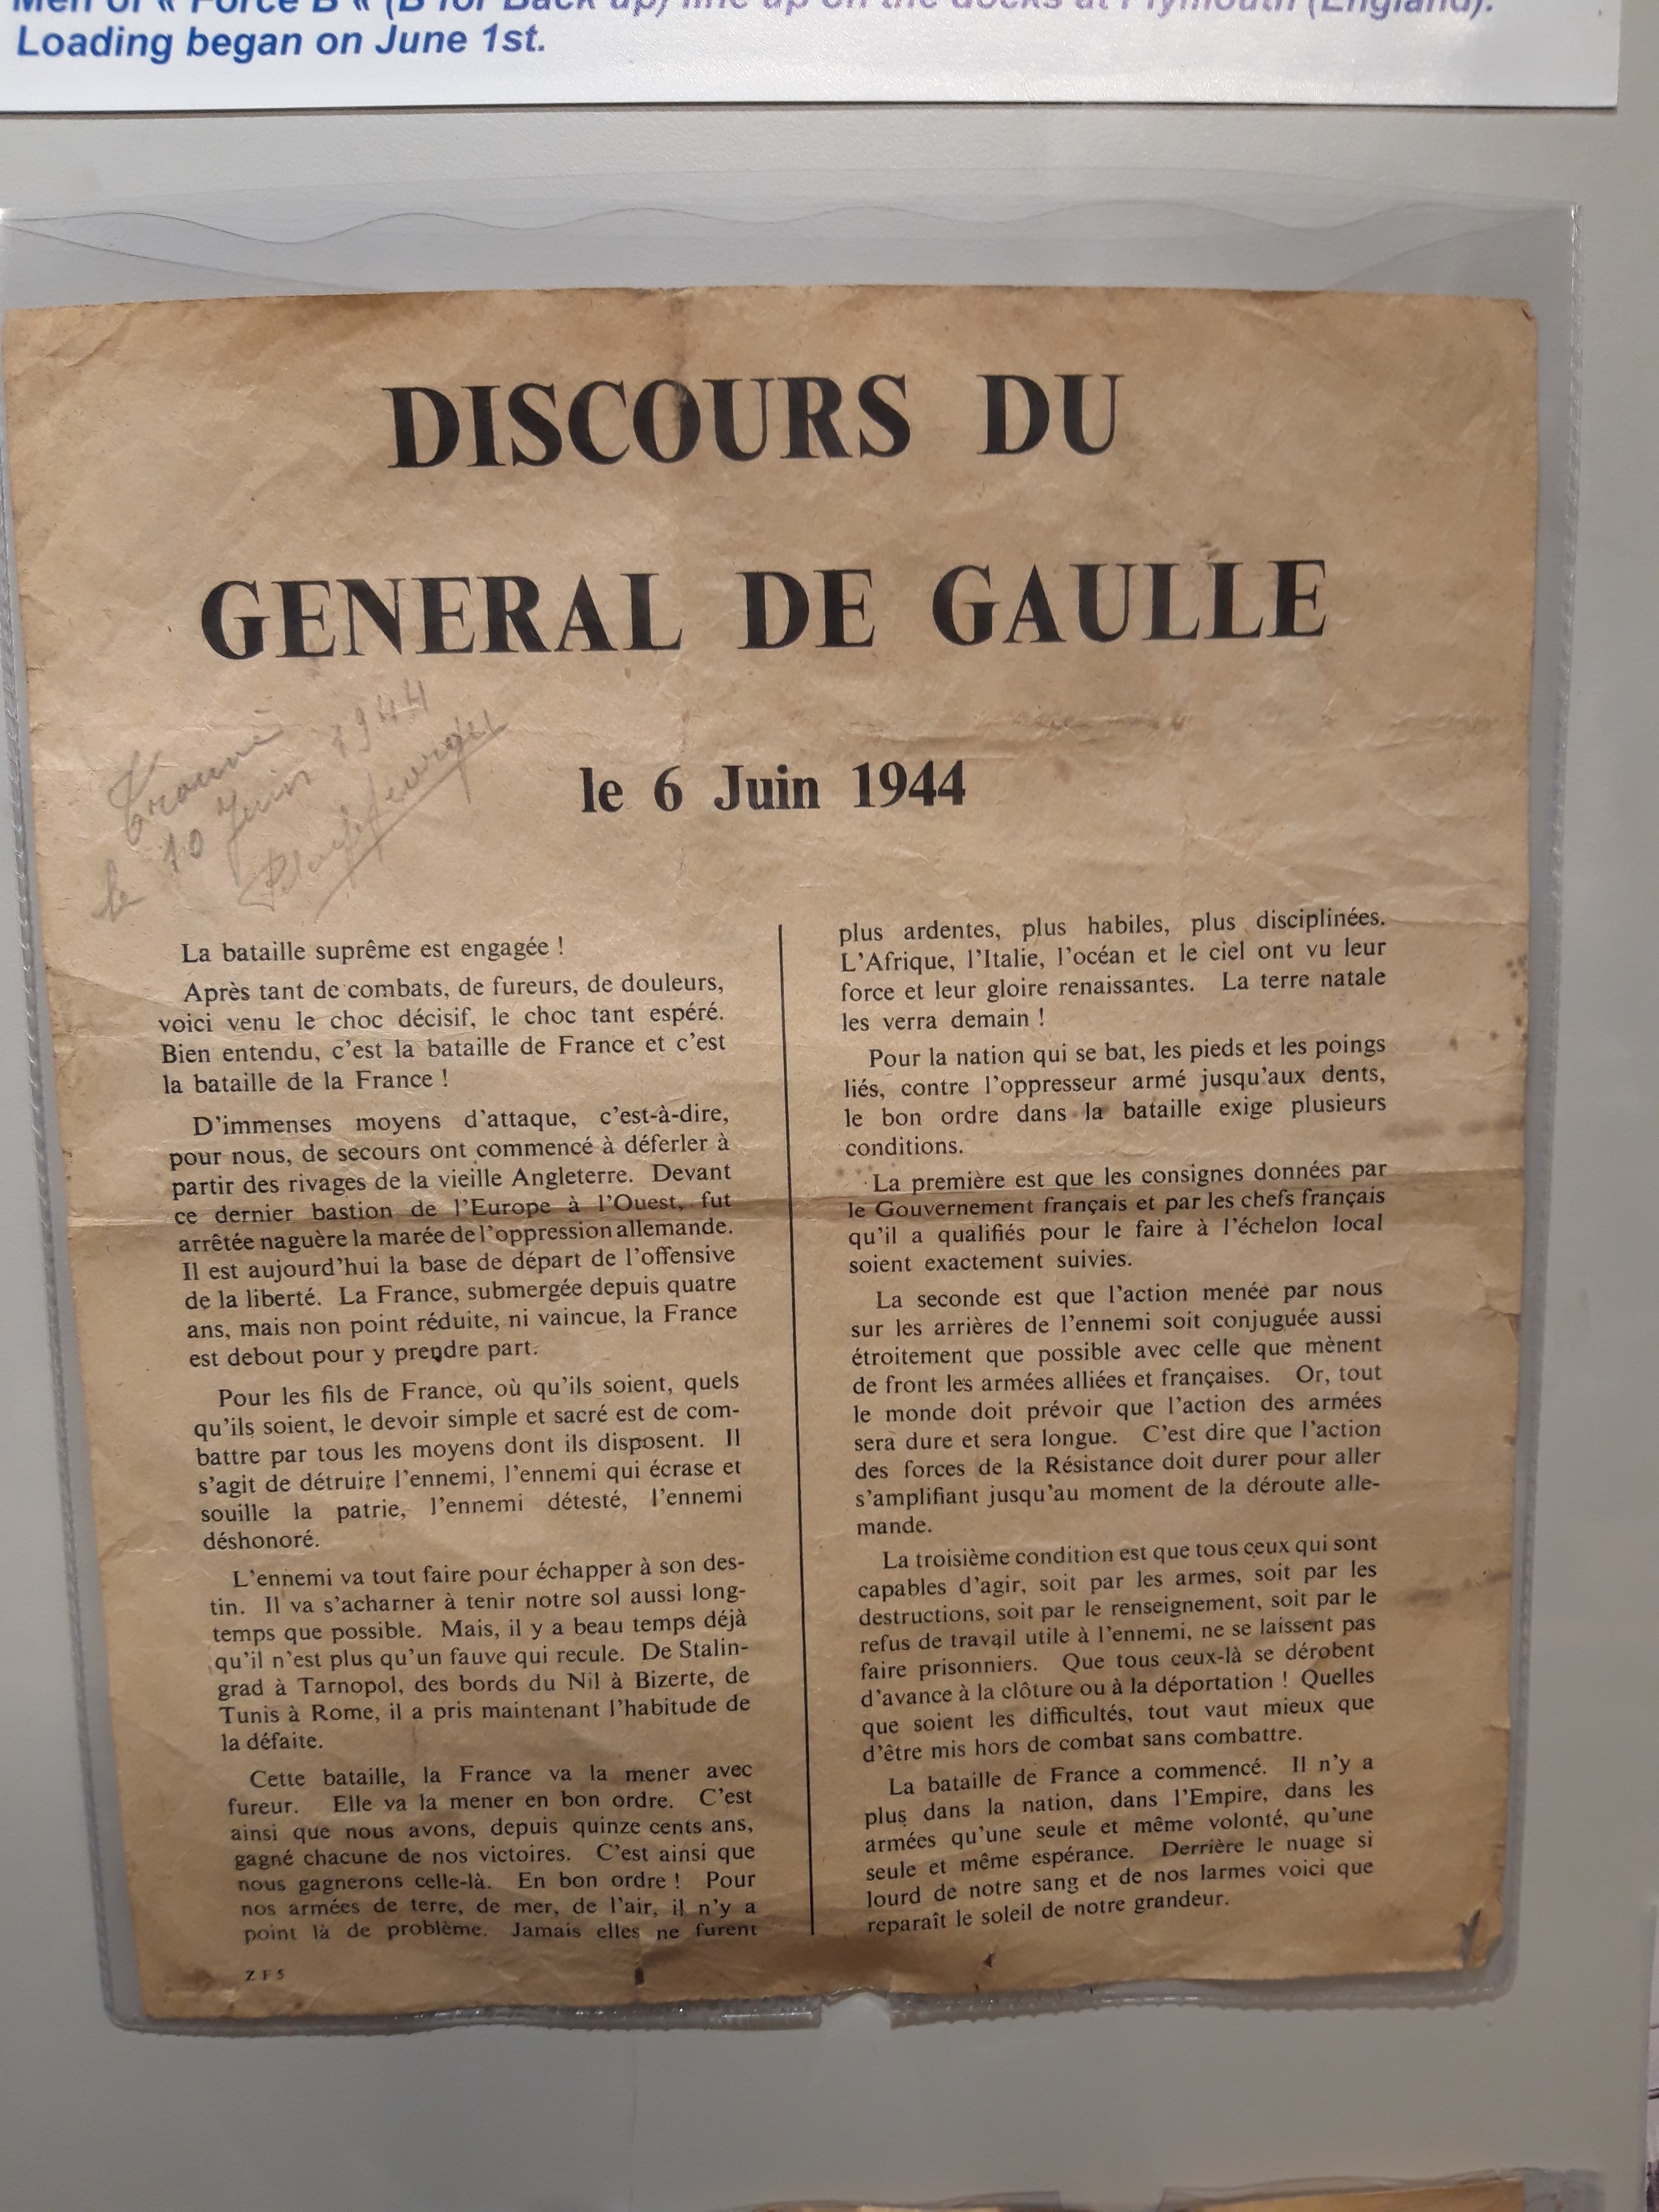 Men of « Force B « (B for Back up) line up on the docks at Plymouth (England).
Loading began on June 1st.
DISCOURS DU
GENERAL DE GAULLE
le 6 Juin 1944
Trouvé
le 10 Juin 1944
La bataille suprême est engagée !
Après tant de combats, de fureurs, de douleurs,
voici venu le choc décisif, le choc tant espéré.
Bien entendu, c'est la bataille de France et c'est
la bataille de la France !
D'immenses moyens d'attaque, c'est-à-dire,
pour nous, de secours ont commencé à déferler à
partir des rivages de la vieille Angleterre. Devant
ce dernier bastion de l'Europe à l'Ouest, fut
arrêtée naguère la marée de l'oppression allemande.
Il est aujourd'hui la base de départ de l'offensive
de la liberté. La France, submergée depuis quatre
ans, mais non point réduite, ni vaincue, la France
est debout pour y prendre part.
Pour les fils de France, où qu'ils soient, quels
qu'ils soient, le devoir simple et sacré est de com-
battre par tous les moyens dont ils disposent. Il
s'agit de détruire l'ennemi, l'ennemi qui écrase et
souille la patrie, l'ennemi détesté, l'ennemi
déshonoré.
L'ennemi va tout faire pour échapper à son des-
tin. Il va s'acharner à tenir notre sol aussi long-
temps que possible. Mais, il y a beau temps déjà
qu'il n'est plus qu'un fauve qui recule. De Stalin-
grad à Tarnopol, des bords du Nil à Bizerte, de
Tunis à Rome, il a pris maintenant l'habitude de
la défaite.
Cette bataille, la France va la mener avec
fureur. Elle va la mener en bon ordre. C'est
ainsi que nous avons, depuis quinze cents ans,
gagné chacune de nos victoires. C'est ainsi que
nous gagnerons celle-là. En bon ordre ! Pour
nos armées de terre, de mer, de l'air, il n'y a
point là de problème. Jamais elles ne furent
ZF5
plus ardentes, plus habiles, plus disciplinées.
L'Afrique, l'Italie, l'océan et le ciel ont vu leur
force et leur gloire renaissantes. La terre natale
les verra demain !
Pour la nation qui se bat, les pieds et les poings
liés, contre l'oppresseur armé jusqu'aux dents,
le bon ordre dans la bataille exige plusieurs
conditions.
La première est que les consignes données par
le Gouvernement français et par les chefs français
qu'il a qualifiés pour le faire à l'échelon local
soient exactement suivies.
La seconde est que l'action menée par nous
sur les arrières de l'ennemi soit conjuguée aussi
étroitement que possible avec celle que mènent
de front les armées alliées et françaises. Or, tout
le monde doit prévoir que l'action des armées
sera dure et sera longue. C'est dire que l'action
des forces de la Résistance doit durer pour aller
s'amplifiant jusqu'au moment de la déroute alle-
mande.
La troisième condition est que tous ceux qui sont
capables d'agir, soit par les armes, soit par les
destructions, soit par le renseignement, soit par le
refus de travail utile à l'ennemi, ne se laissent pas
faire prisonniers. Que tous ceux-là se dérobent
d'avance à la clôture ou à la déportation ! Quelles
que soient les difficultés, tout vaut mieux que
d'être mis hors de combat sans combattre.
La bataille de France a commencé. Il n'y a
plus dans la nation, dans l'Empire, dans les
armées qu'une seule et même volonté, qu'une
seule et même espérance. Derrière le nuage si
lourd de notre sang et de nos larmes voici que
reparaît le soleil de notre grandeur.